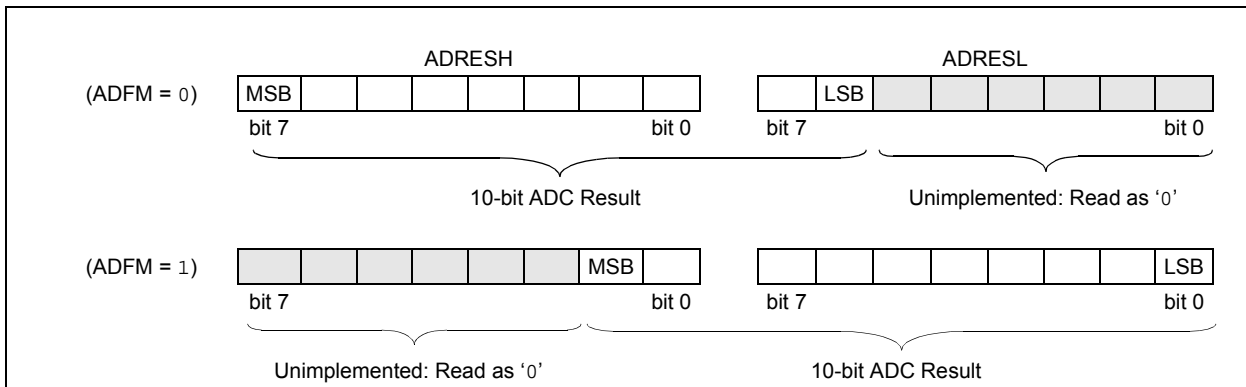 ADRESH ADRESL
(ADFM = 0) MSB LSB
bit 7 bit 0 bit 7 bit 0
10-bit ADC Result Unimplemented: Read as ‘0’
(ADFM = 1) MSB LSB
bit 7 bit 0 bit 7 bit 0
Unimplemented: Read as ‘0’ 10-bit ADC Result